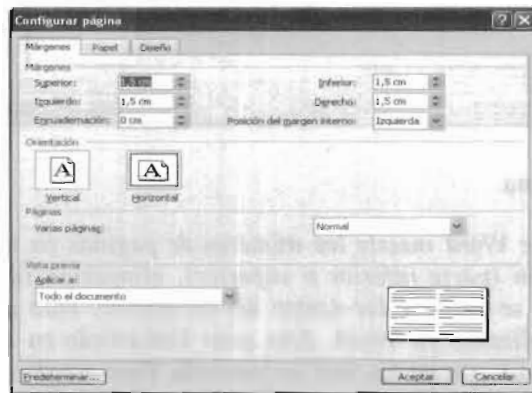 Configurar página
Márgenes Papel Diseño
Márgenes
Superior: 1,5 cm Inferior: 1,5 cm
Izquierdo: 1,5 cm Derecho: 1,5 cm
Encuadernación: 0 cm Posición del margen interno: Izquierda
Orientación
A A
Vertical Horizontal
Páginas
Varias páginas: Normal
Vista previa
Aplicar a:
Todo el documento
Predeterminar... Aceptar Cancelar